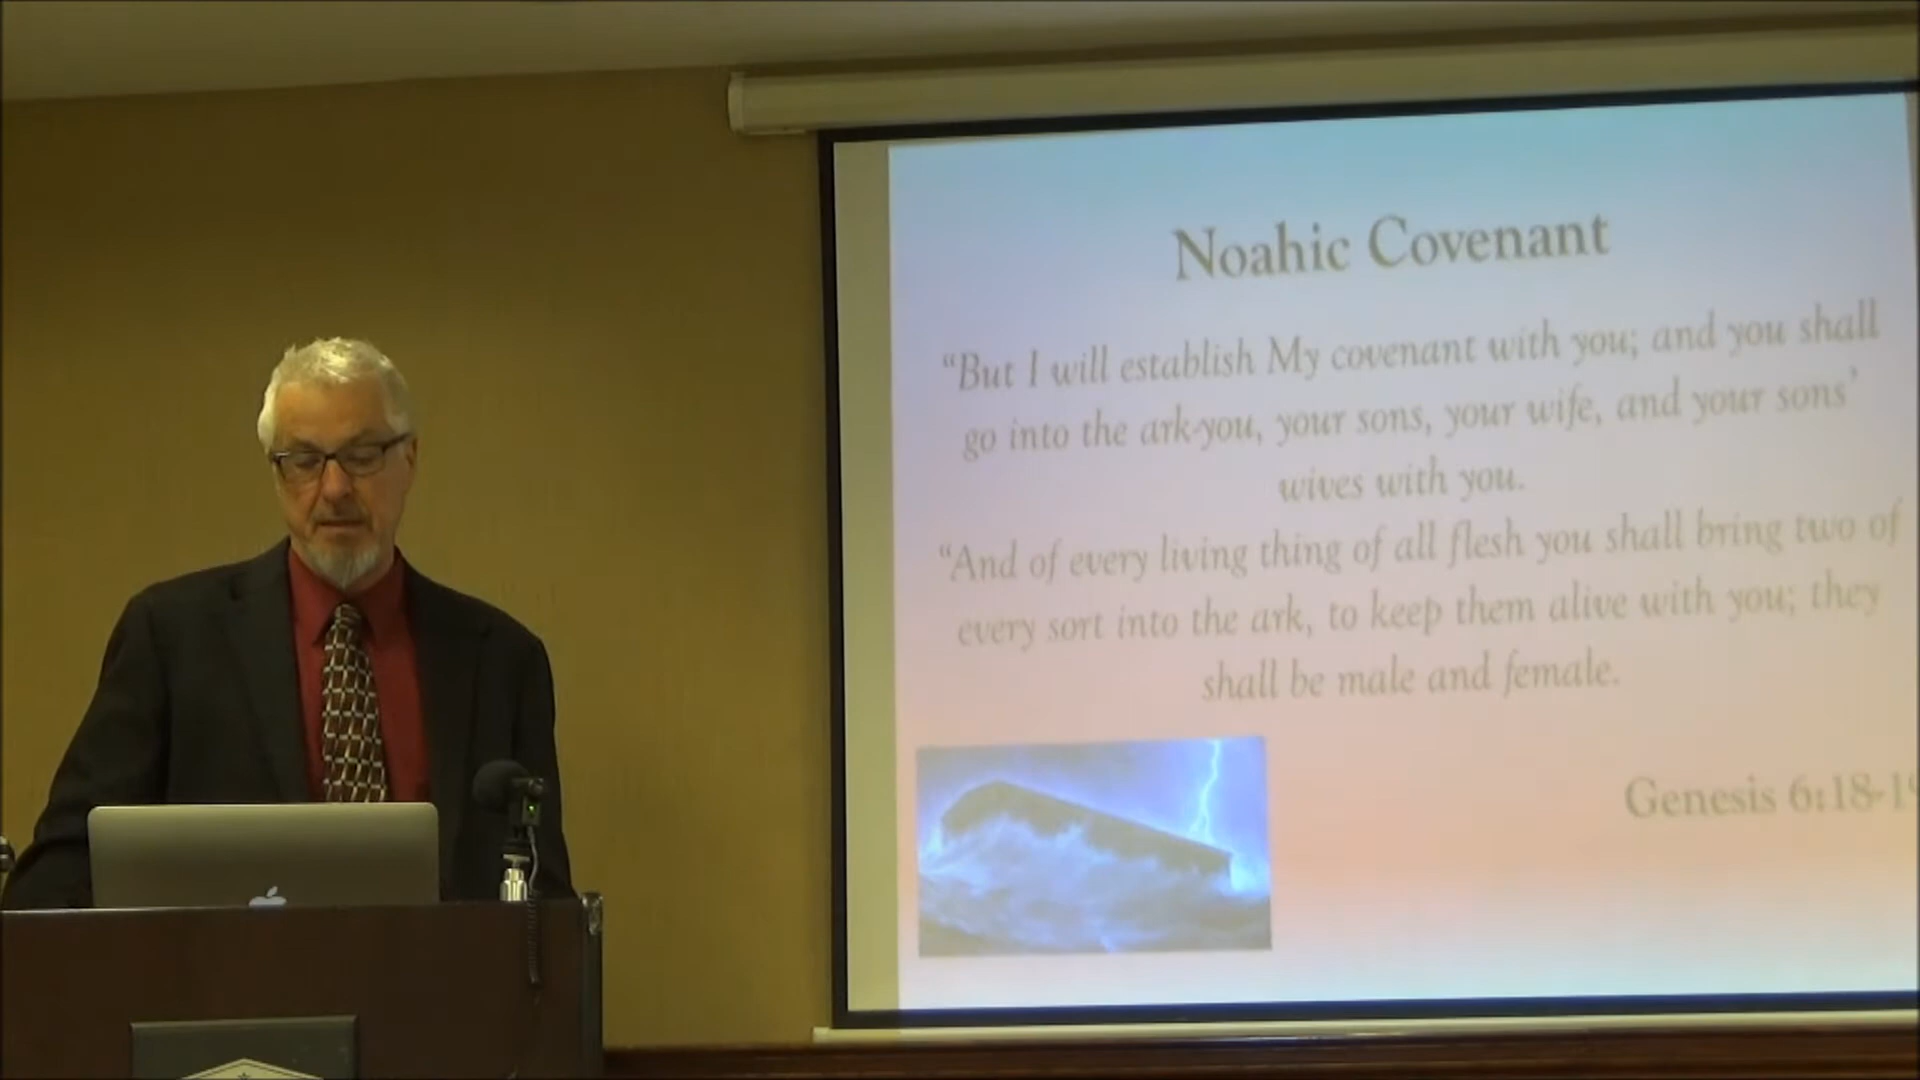 Noahic Covenant
“But I will establish My covenant with you; and you shall
go into the ark-you, your sons, your wife, and your sons’
wives with you.
“And of every living thing of all flesh you shall bring two of
every sort into the ark, to keep them alive with you; they
shall be male and female.
Genesis 6:18-19